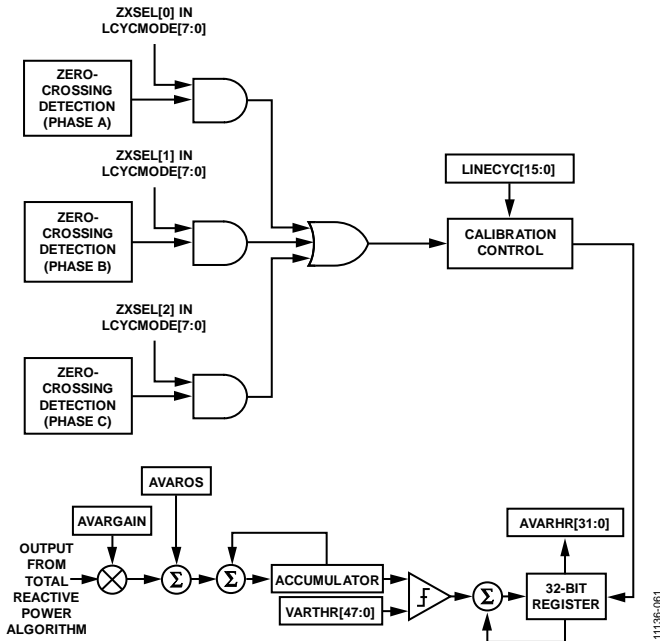 ZXSEL[0] IN
LCYCMODE[7:0]
ZERO-
CROSSING
DETECTION
(PHASE A)
ZXSEL[1] IN
LCYCMODE[7:0]
ZERO-
CROSSING
DETECTION
(PHASE B)
LINECYC[15:0]
CALIBRATION
CONTROL
ZXSEL[2] IN
LCYCMODE[7:0]
ZERO-
CROSSING
DETECTION
(PHASE C)
AVAROS
AVARGAIN
AVARHR[31:0]
OUTPUT
FROM
TOTAL
REACTIVE
POWER
ALGORITHM
Σ
Σ
ACCUMULATOR
VARTHR[47:0]
Σ
32-BIT
REGISTER
11136-061